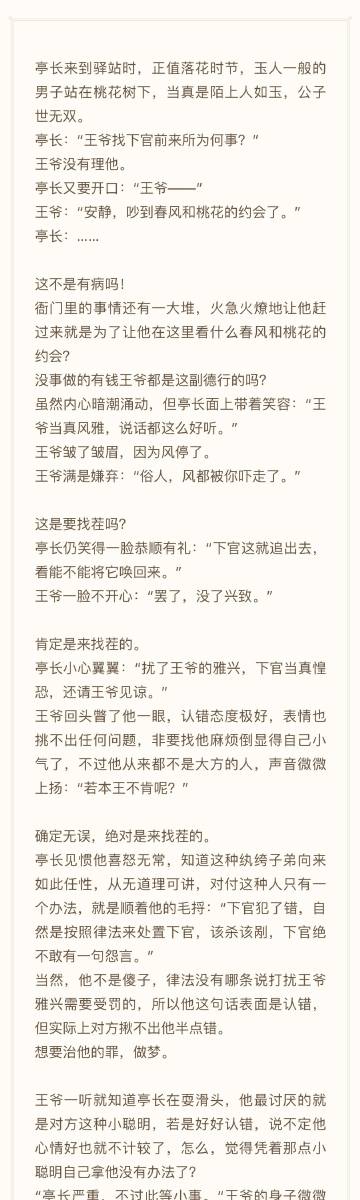 亭长来到驿站时，正值落花时节，玉人一般的
男子站在桃花树下，当真是陌上人如玉，公子
世无双。
亭长：“王爷找下官前来所为何事？”
王爷没有理他。
亭长又要开口：“王爷——”
王爷：“安静，吵到春风和桃花的约会了。”
亭长：……
这不是有病吗！
衙门里的事情还有一大堆，火急火燎地让他赶
过来就是为了让他在这里看什么春风和桃花的
约会？
没事做的有钱王爷都是这副德行的吗？
虽然内心暗潮涌动，但亭长面上带着笑容：“王
爷当真风雅，说话都这么好听。”
王爷皱了皱眉，因为风停了。
王爷满是嫌弃：“俗人，风都被你吓走了。”
这是要找茬吗？
亭长仍笑得一脸恭顺有礼：“下官这就追出去，
看能不能将它唤回来。”
王爷一脸不开心：“罢了，没了兴致。”
肯定是来找茬的。
亭长小心翼翼：“扰了王爷的雅兴，下官当真惶
恐，还请王爷见谅。”
王爷回头瞥了他一眼，认错态度极好，表情也
挑不出任何问题，非要找他麻烦倒显得自己小
气了，不过他从来都不是大方的人，声音微微
上扬：“若本王不肯呢？”
确定无误，绝对是来找茬的。
亭长见惯他喜怒无常，知道这种纨绔子弟向来
如此任性，从无道理可讲，对付这种人只有一
个办法，就是顺着他的毛捋：“下官犯了错，自
然是按照律法来处置下官，该杀该剐，下官绝
不敢有一句怨言。”
当然，他不是傻子，律法没有哪条说打扰王爷
雅兴需要受罚的，所以他这句话表面是认错，
但实际上对方揪不出他半点错。
想要治他的罪，做梦。
王爷一听就知道亭长在耍滑头，他最讨厌的就
是对方这种小聪明，若是好好认错，说不定他
心情好也就不计较了，怎么，觉得凭着那点小
聪明自己拿他没有办法了？
“亭长严重，不过此等小事。“王爷的身子微微